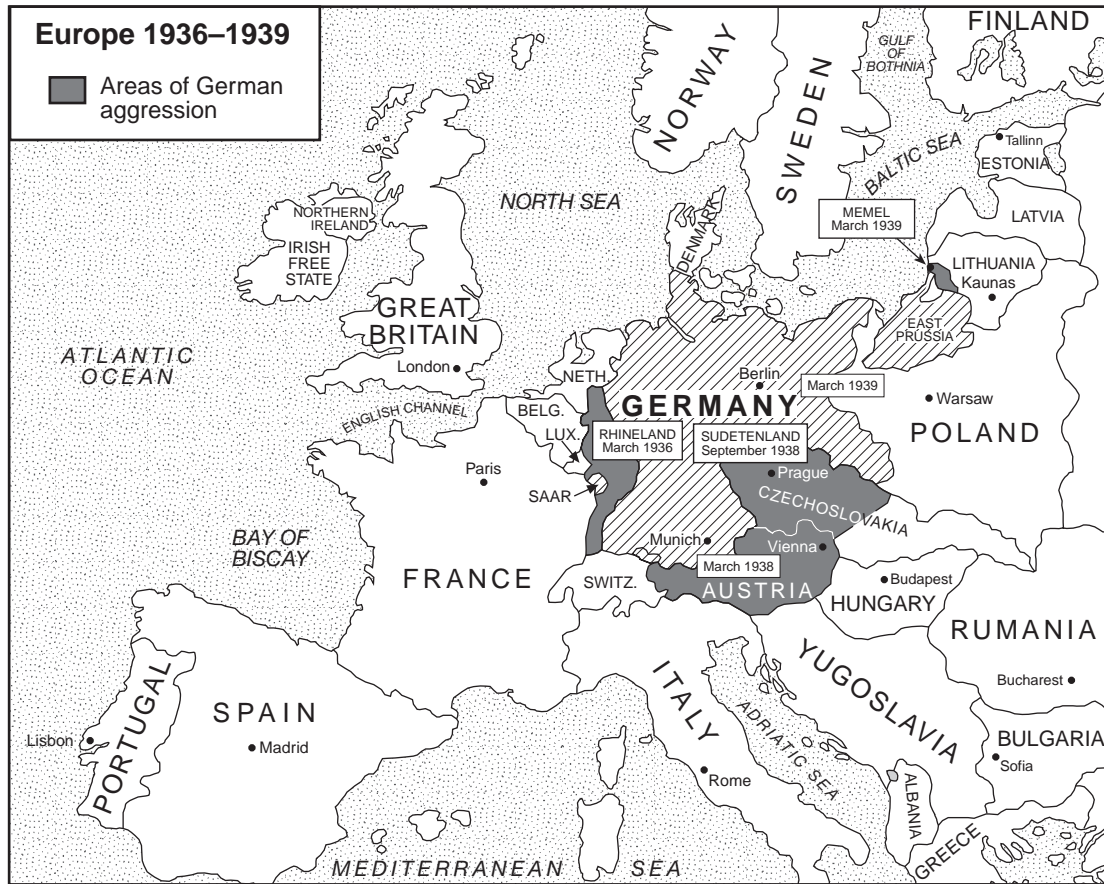 Europe 1936–1939
Areas of German
aggression
FINLAND
GULF
OF
BOTHNIA
NORWAY
SWEDEN
BALTIC SEA
Tallinn
ESTONIA
NORTH SEA
DENMARK
MEMEL
March 1939
LATVIA
NORTHERN
IRELAND
IRISH
FREE
STATE
LITHUANIA
Kaunas
GREAT
BRITAIN
EAST
PRUSSIA
ATLANTIC
OCEAN
London
NETH.
Berlin
March 1939
Warsaw
ENGLISH CHANNEL
BELG.
GERMANY
POLAND
LUX.
RHINELAND
March 1936
SUDETENLAND
September 1938
Paris
Prague
SAAR
CZECHOSLOVAKIA
BAY OF
BISCAY
Munich
Vienna
March 1938
FRANCE
SWITZ.
AUSTRIA
Budapest
HUNGARY
RUMANIA
ITALY
YUGOSLAVIA
Bucharest
PORTUGAL
SPAIN
ADRIATIC SEA
Lisbon
Madrid
BULGARIA
Sofia
Rome
ALBANIA
GREECE
MEDITERRANEAN SEA